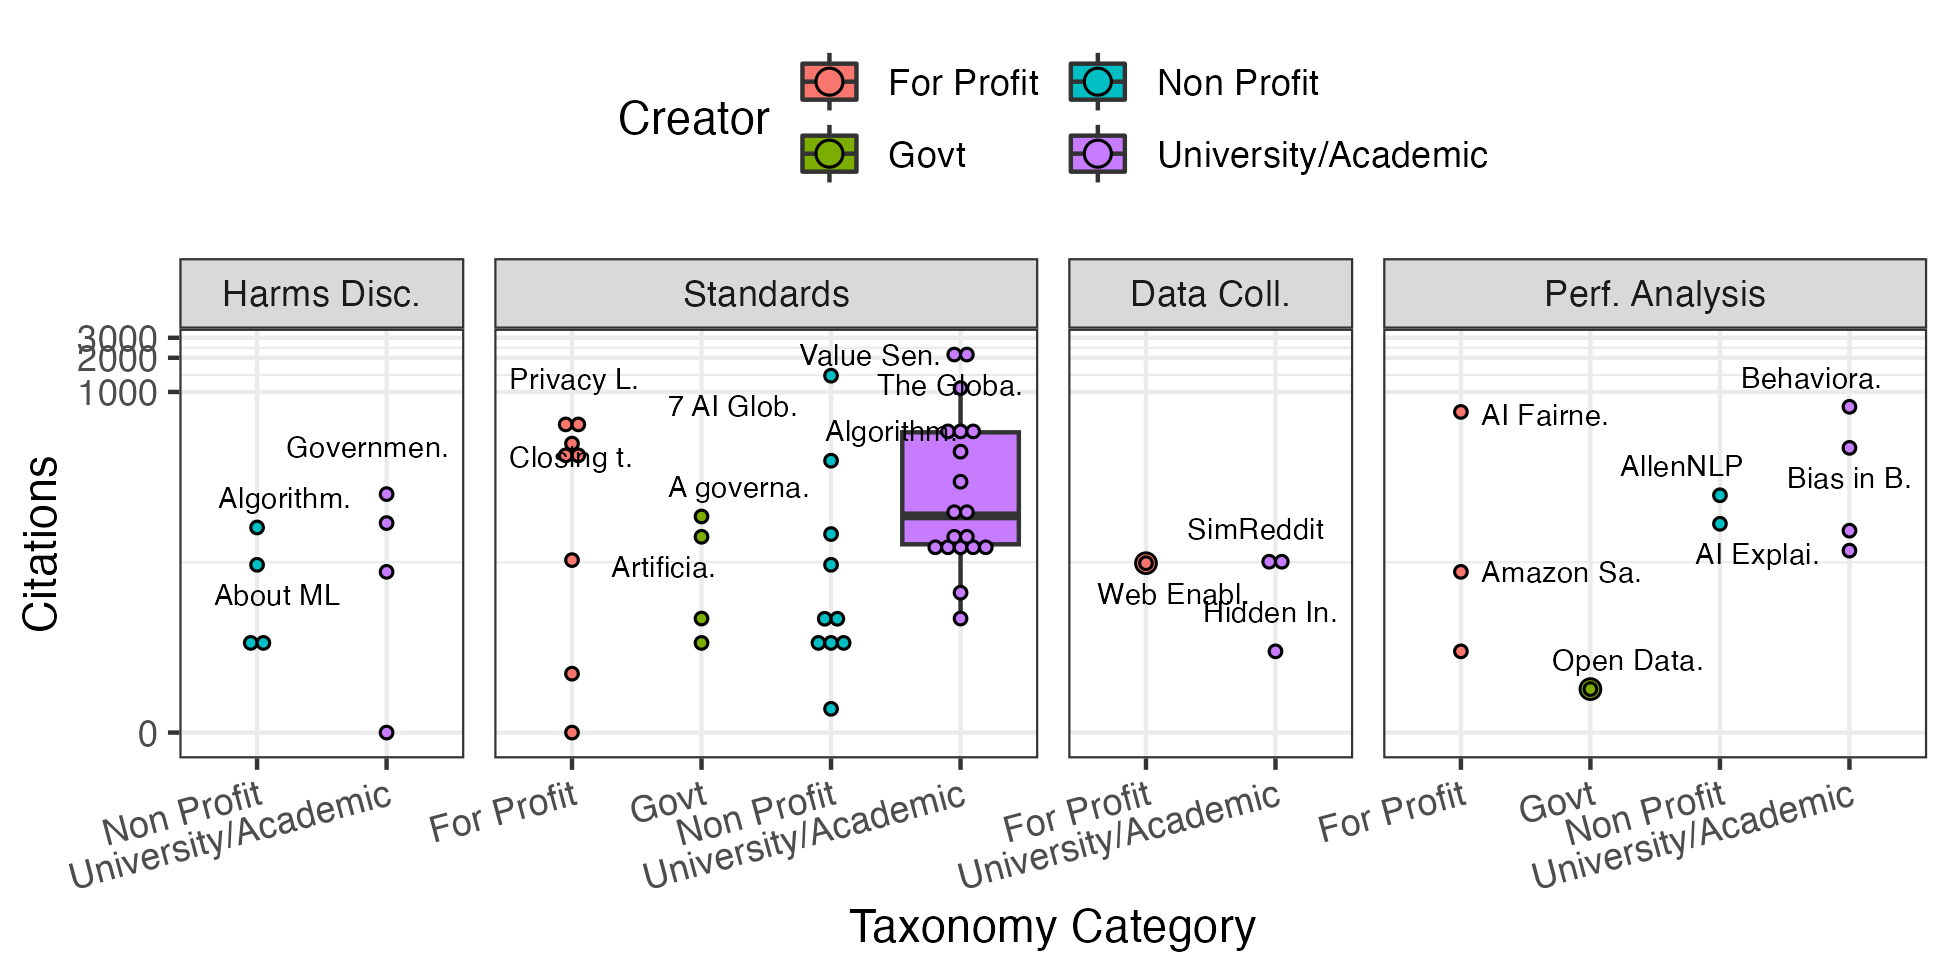 Creator
For Profit
Non Profit
Govt
University/Academic
Harms Disc.
Standards
Data Coll.
Perf. Analysis
Citations
3000
2000
1000
0
Governmen.
Algorithm.
About ML
Privacy L.
Closing t.
7 AI Glob.
A governa.
Artificia.
Value Sen.
The Globa.
Algorithm.
SimReddit
Web Enabl.
Hidden In.
AI Fairne.
Amazon Sa.
Open Data.
AllenNLP
AI Explai.
Behaviora.
Bias in B.
Non Profit
University/Academic
For Profit
Govt
Non Profit
University/Academic
For Profit
University/Academic
For Profit
Govt
Non Profit
University/Academic
Taxonomy Category